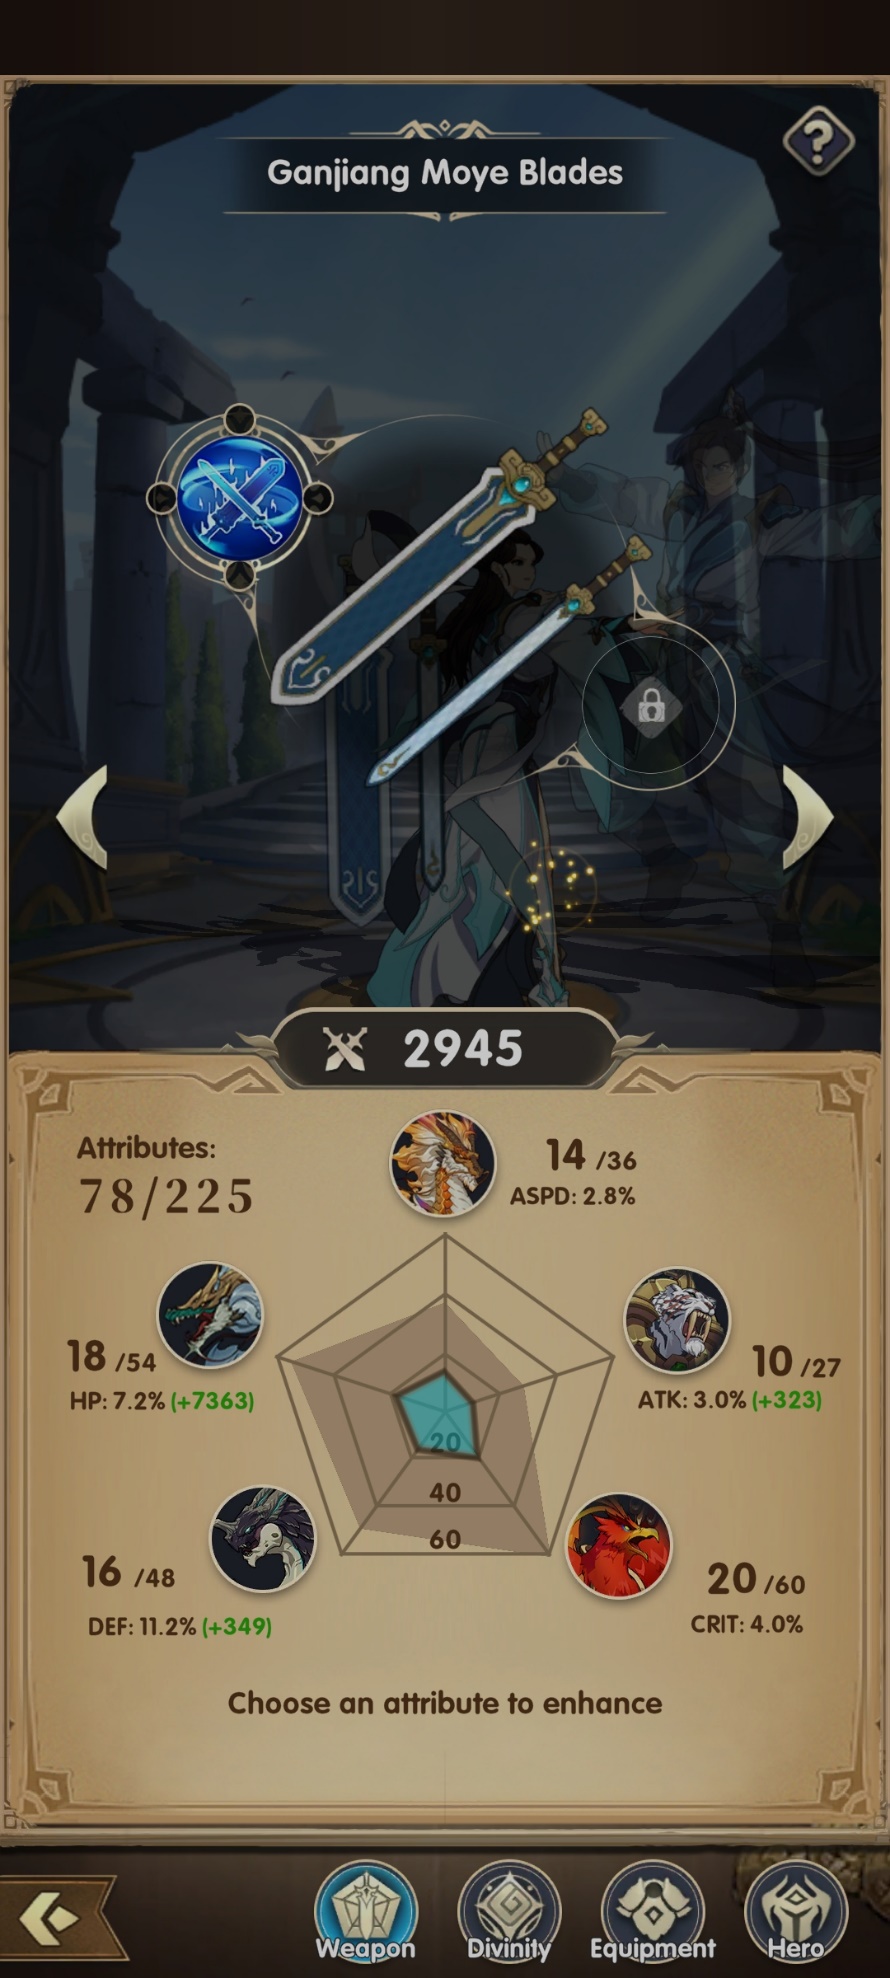 Ganjiang Moye Blades
?
2945
Attributes:
78/225
14 /36
ASPD: 2.8%
18 /54
HP: 7.2% (+7363)
10 /27
ATK: 3.0% (+323)
20
40
60
16 /48
DEF: 11.2% (+349)
20 /60
CRIT: 4.0%
Choose an attribute to enhance
Weapon
Divinity
Equipment
Hero